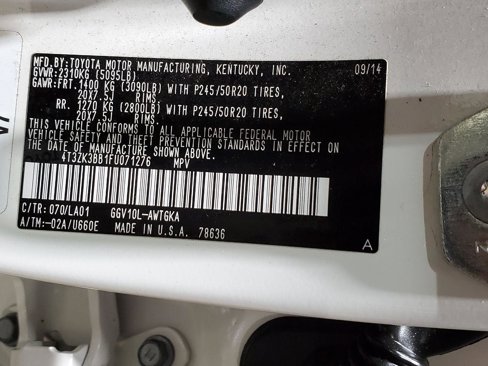 MFD.BY:TOYOTA MOTOR MANUFACTURING, KENTUCKY, INC. 09/14
GVWR:2310KG (5095LB)
GAWR:FRT. 1400 KG (3090LB) WITH P245/50R20 TIRES,
20X7.5J RIMS.
RR. 1270 KG (2800LB) WITH P245/50R20 TIRES,
20X7.5J RIMS.
THIS VEHICLE CONFORMS TO ALL APPLICABLE FEDERAL MOTOR
VEHICLE SAFETY AND THEFT PREVENTION STANDARDS IN EFFECT
ON THE DATE OF MANUFACTURE SHOWN ABOVE.
4T3ZK3BB1FU071276 MPV
C/TR: 070/LA01 GGV10L-AWTGKA
A/TM:-02A/U660E MADE IN U.S.A. 78636 A